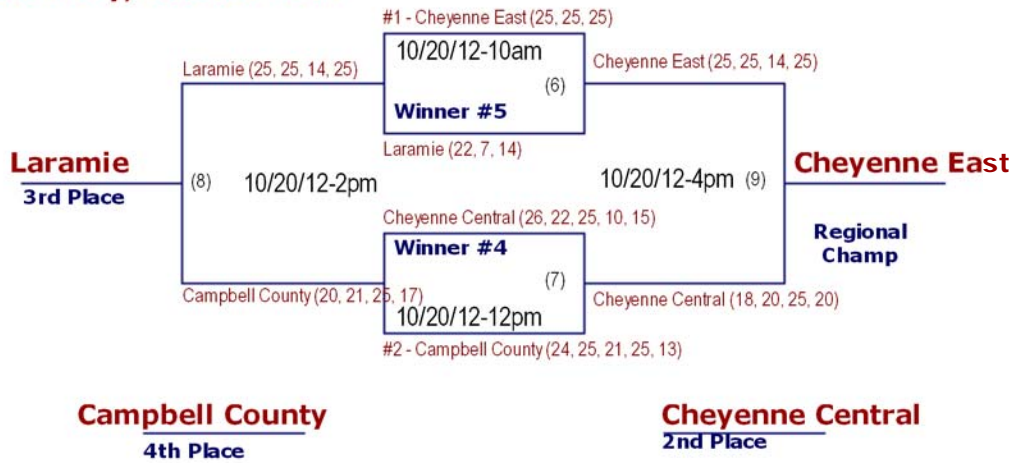 #1 - Cheyenne East (25, 25, 25)
10/20/12-10am
Laramie (25, 25, 14, 25)
Cheyenne East (25, 25, 14, 25)
(6)
Winner #5
Laramie (22, 7, 14)
Laramie
3rd Place
(8)
10/20/12-2pm
10/20/12-4pm (9)
Cheyenne East
Cheyenne Central (26, 22, 25, 10, 15)
Winner #4
Regional
Champ
(7)
Campbell County (20, 21, 25, 17)
Cheyenne Central (18, 20, 25, 20)
10/20/12-12pm
#2 - Campbell County (24, 25, 21, 25, 13)
Campbell County
4th Place
Cheyenne Central
2nd Place